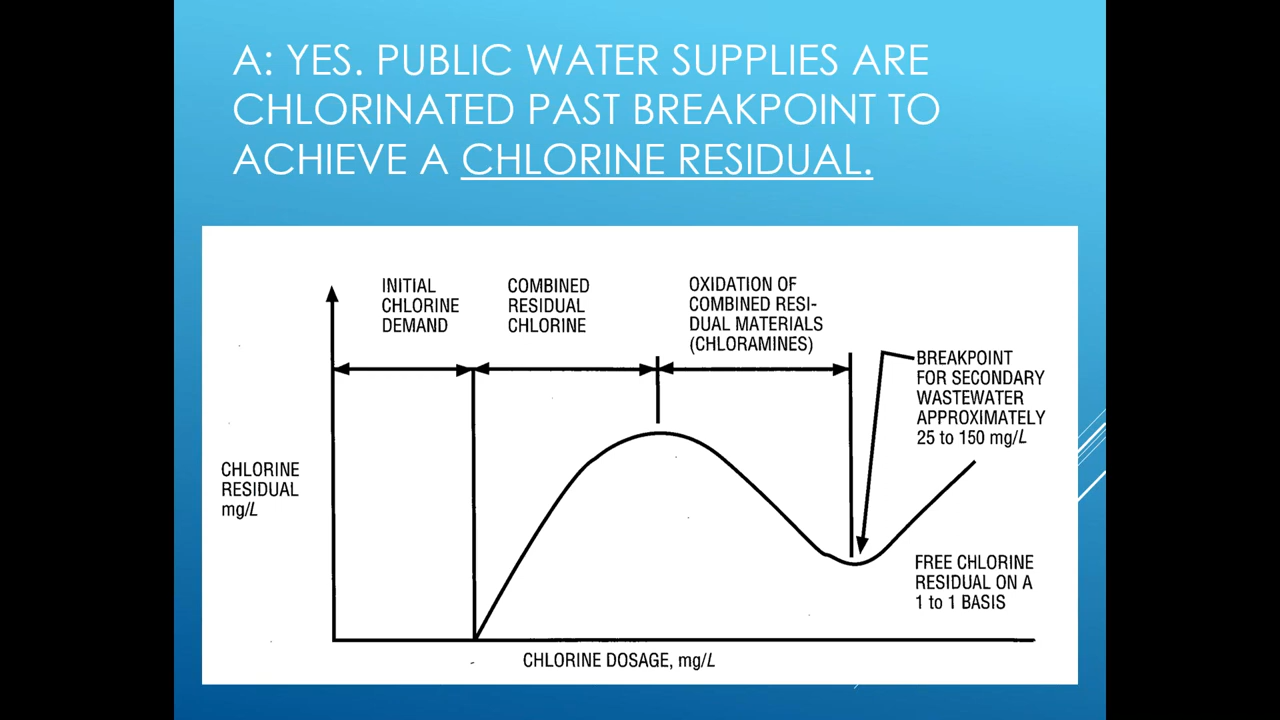 A: YES. PUBLIC WATER SUPPLIES ARE
CHLORINATED PAST BREAKPOINT TO
ACHIEVE A CHLORINE RESIDUAL.
INITIAL
CHLORINE
DEMAND
COMBINED
RESIDUAL
CHLORINE
OXIDATION OF
COMBINED RESI-
DUAL MATERIALS
(CHLORAMINES)
BREAKPOINT
FOR SECONDARY
WASTEWATER
APPROXIMATELY
25 to 150 mg/L
CHLORINE
RESIDUAL
mg/L
FREE CHLORINE
RESIDUAL ON A
1 to 1 BASIS
CHLORINE DOSAGE, mg/L